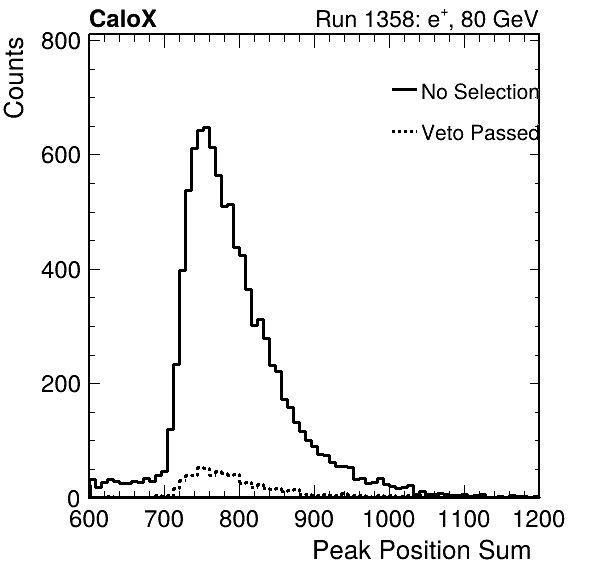 CaloX Run 1358: e⁺, 80 GeV
Counts
800
600
400
200
0
No Selection
Veto Passed
600 700 800 900 1000 1100 1200
Peak Position Sum